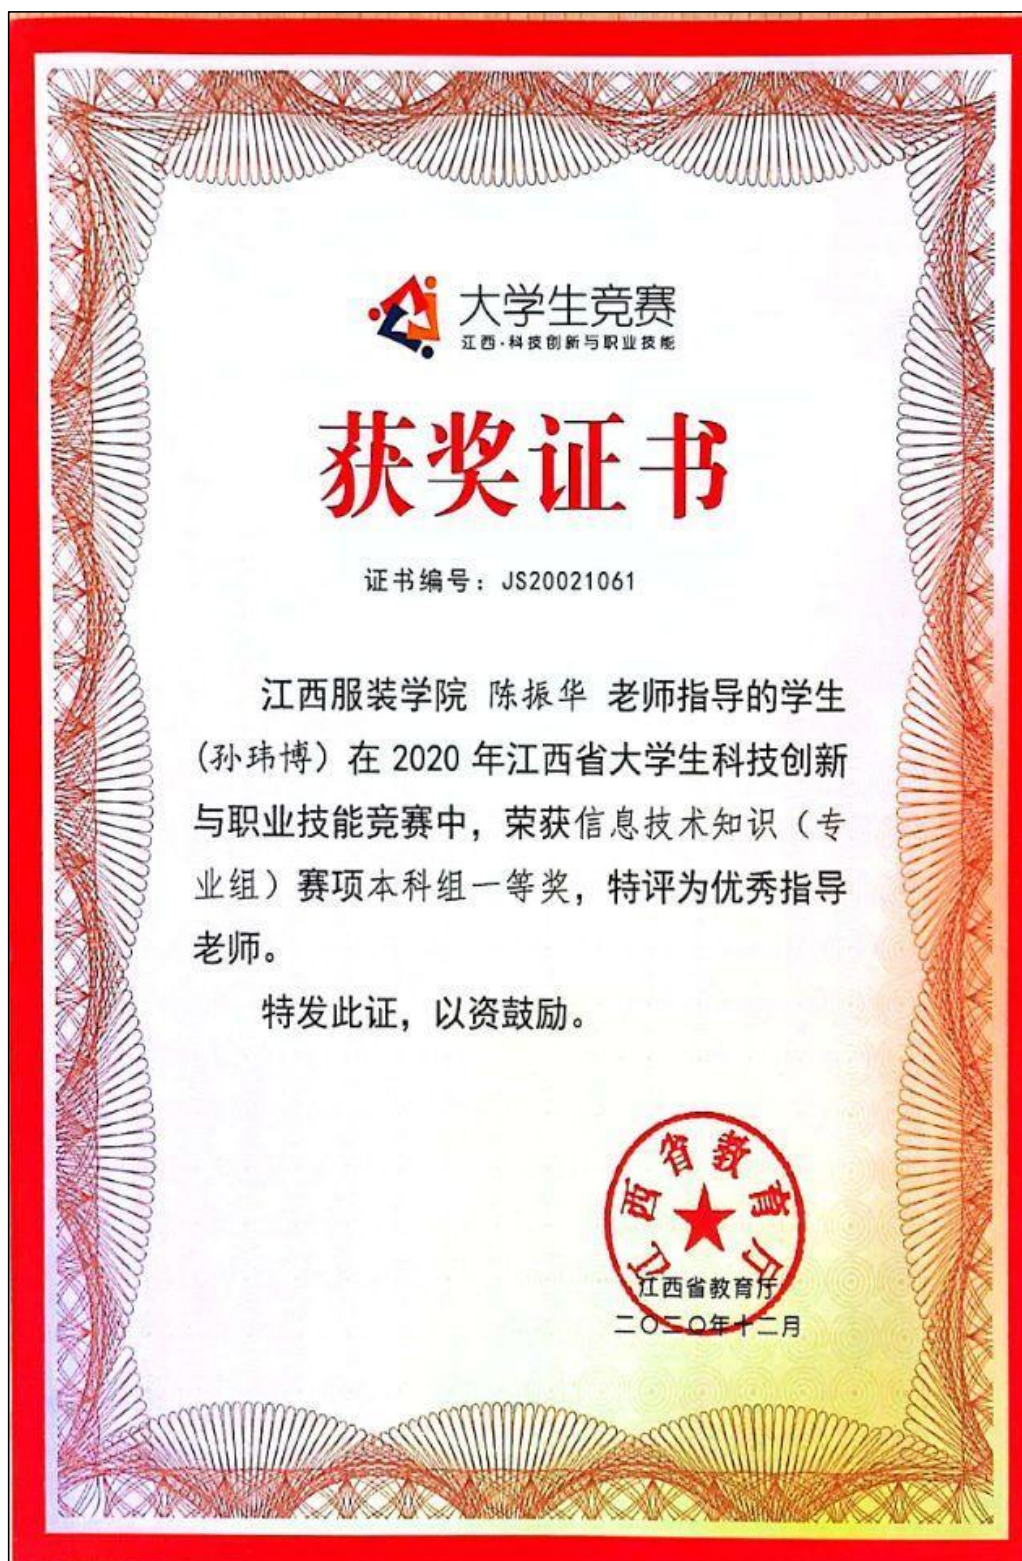 大学生竞赛
江西·科技创新与职业技能
获奖证书
证书编号：JS20021061
江西服装学院 陈振华 老师指导的学生
(孙玮博）在 2020 年江西省大学生科技创新
与职业技能竞赛中，荣获信息技术知识（专
业组）赛项本科组一等奖，特评为优秀指导
老师。
特发此证，以资鼓励。
江西省教育厅
江西省教育厅
二〇二〇年十二月